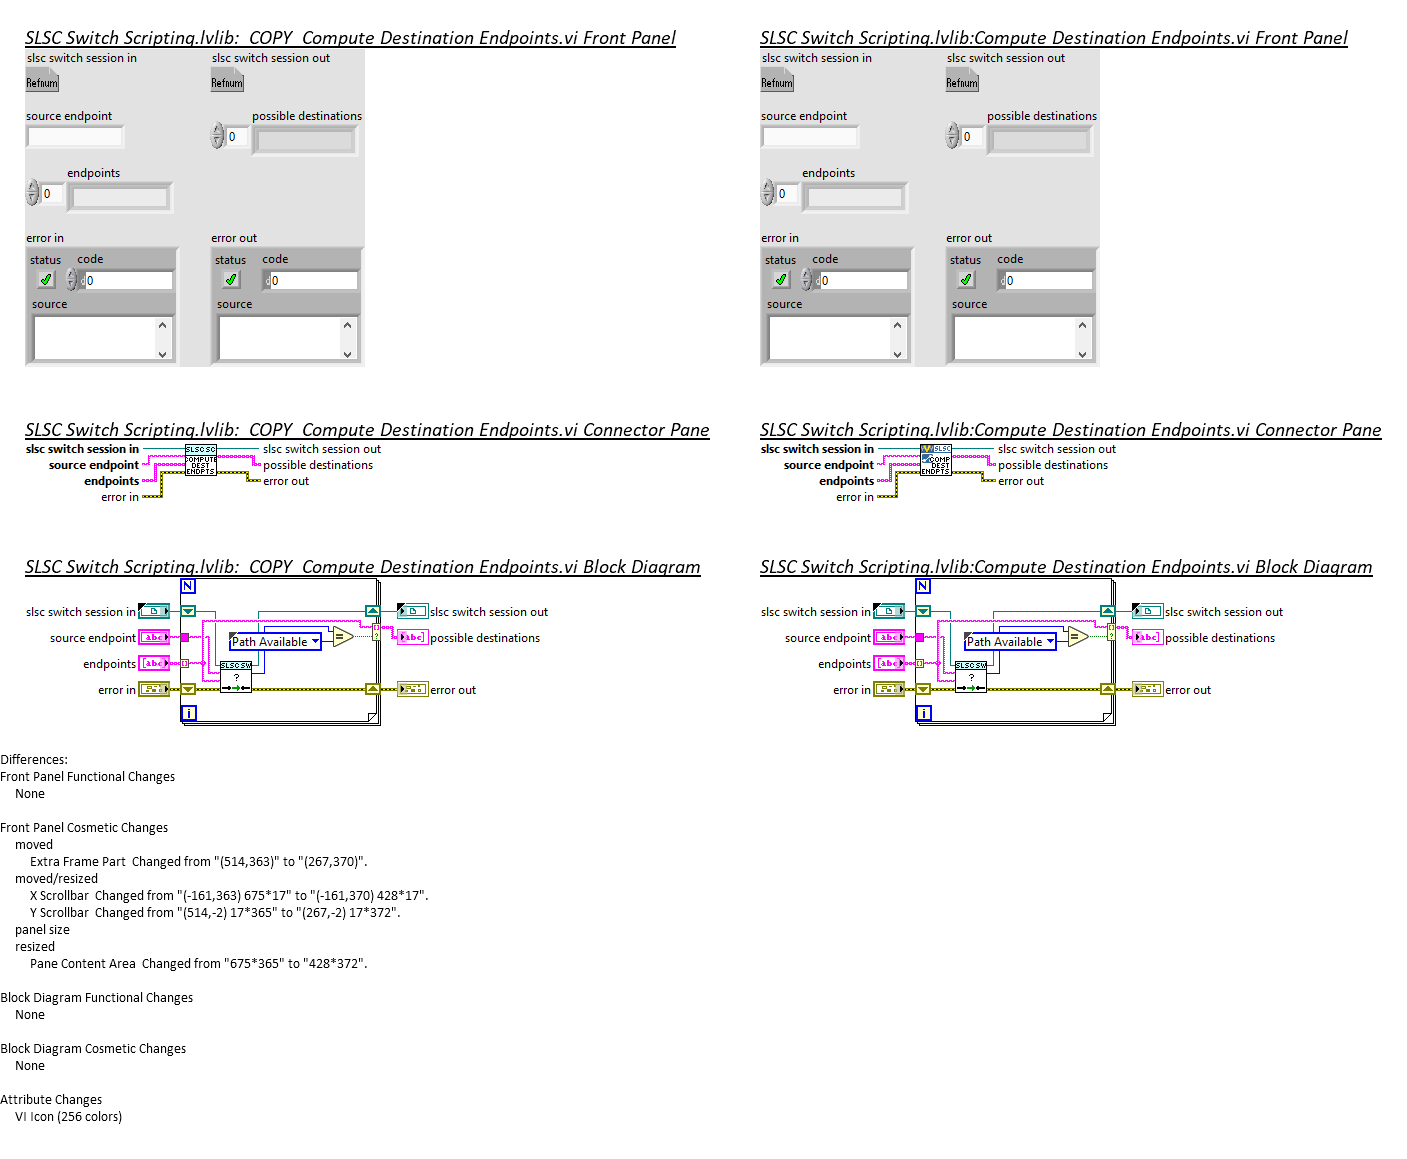 SLSC Switch Scripting.lvlib:  COPY  Compute Destination Endpoints.vi Front Panel
slsc switch session in
slsc switch session out
Refnum
Refnum
source endpoint
possible destinations
0
endpoints
0
error in
error out
status
code
status
code
d0
d0
source
source
SLSC Switch Scripting.lvlib:Compute Destination Endpoints.vi Front Panel
slsc switch session in
slsc switch session out
Refnum
Refnum
source endpoint
possible destinations
0
endpoints
0
error in
error out
status
code
status
code
d0
d0
source
source
SLSC Switch Scripting.lvlib:  COPY  Compute Destination Endpoints.vi Connector Pane
slsc switch session in
source endpoint
endpoints
error in
SLSC SC
COMPUTE
DEST
ENDPTS
slsc switch session out
possible destinations
error out
SLSC Switch Scripting.lvlib:Compute Destination Endpoints.vi Connector Pane
slsc switch session in
source endpoint
endpoints
error in
SLSC
COMP
DEST
ENDPTS
slsc switch session out
possible destinations
error out
SLSC Switch Scripting.lvlib:  COPY  Compute Destination Endpoints.vi Block Diagram
N
slsc switch session in
slsc switch session out
source endpoint
abc
Path Available
=
?
abc
possible destinations
endpoints
abc
SLSC SW
?
error in
error out
i
SLSC Switch Scripting.lvlib:Compute Destination Endpoints.vi Block Diagram
N
slsc switch session in
slsc switch session out
source endpoint
abc
Path Available
=
?
abc
possible destinations
endpoints
abc
SLSC SW
?
error in
error out
i
Differences:
Front Panel Functional Changes
None
Front Panel Cosmetic Changes
moved
Extra Frame Part  Changed from "(514,363)" to "(267,370)".
moved/resized
X Scrollbar  Changed from "(-161,363) 675*17" to "(-161,370) 428*17".
Y Scrollbar  Changed from "(514,-2) 17*365" to "(267,-2) 17*372".
panel size
resized
Pane Content Area  Changed from "675*365" to "428*372".
Block Diagram Functional Changes
None
Block Diagram Cosmetic Changes
None
Attribute Changes
VI Icon (256 colors)